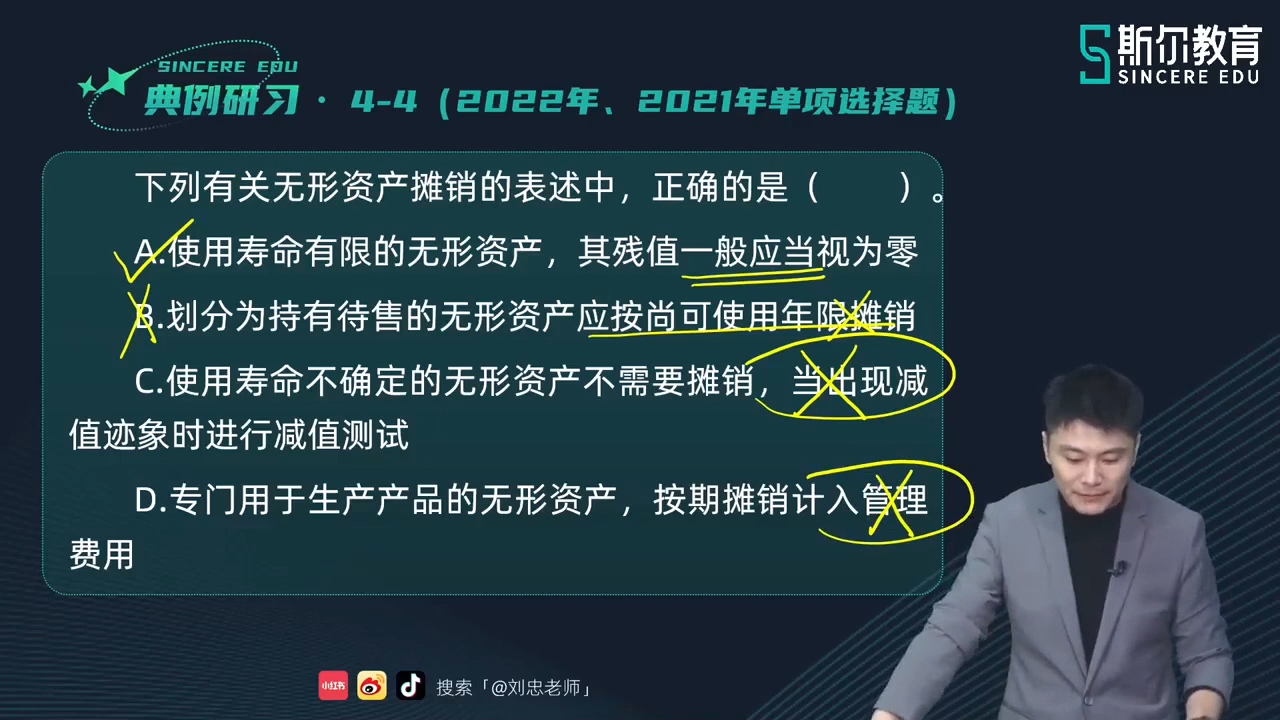 斯尔教育
SINCERE EDU
SINCERE EDU
典例研习 · 4-4（2022年、2021年单项选择题）
下列有关无形资产摊销的表述中，正确的是（　　）。
A.使用寿命有限的无形资产，其残值一般应当视为零
B.划分为持有待售的无形资产应按尚可使用年限摊销
C.使用寿命不确定的无形资产不需要摊销，当出现减
值迹象时进行减值测试
D.专门用于生产产品的无形资产，按期摊销计入管理
费用
小红书
搜索「@刘忠老师」